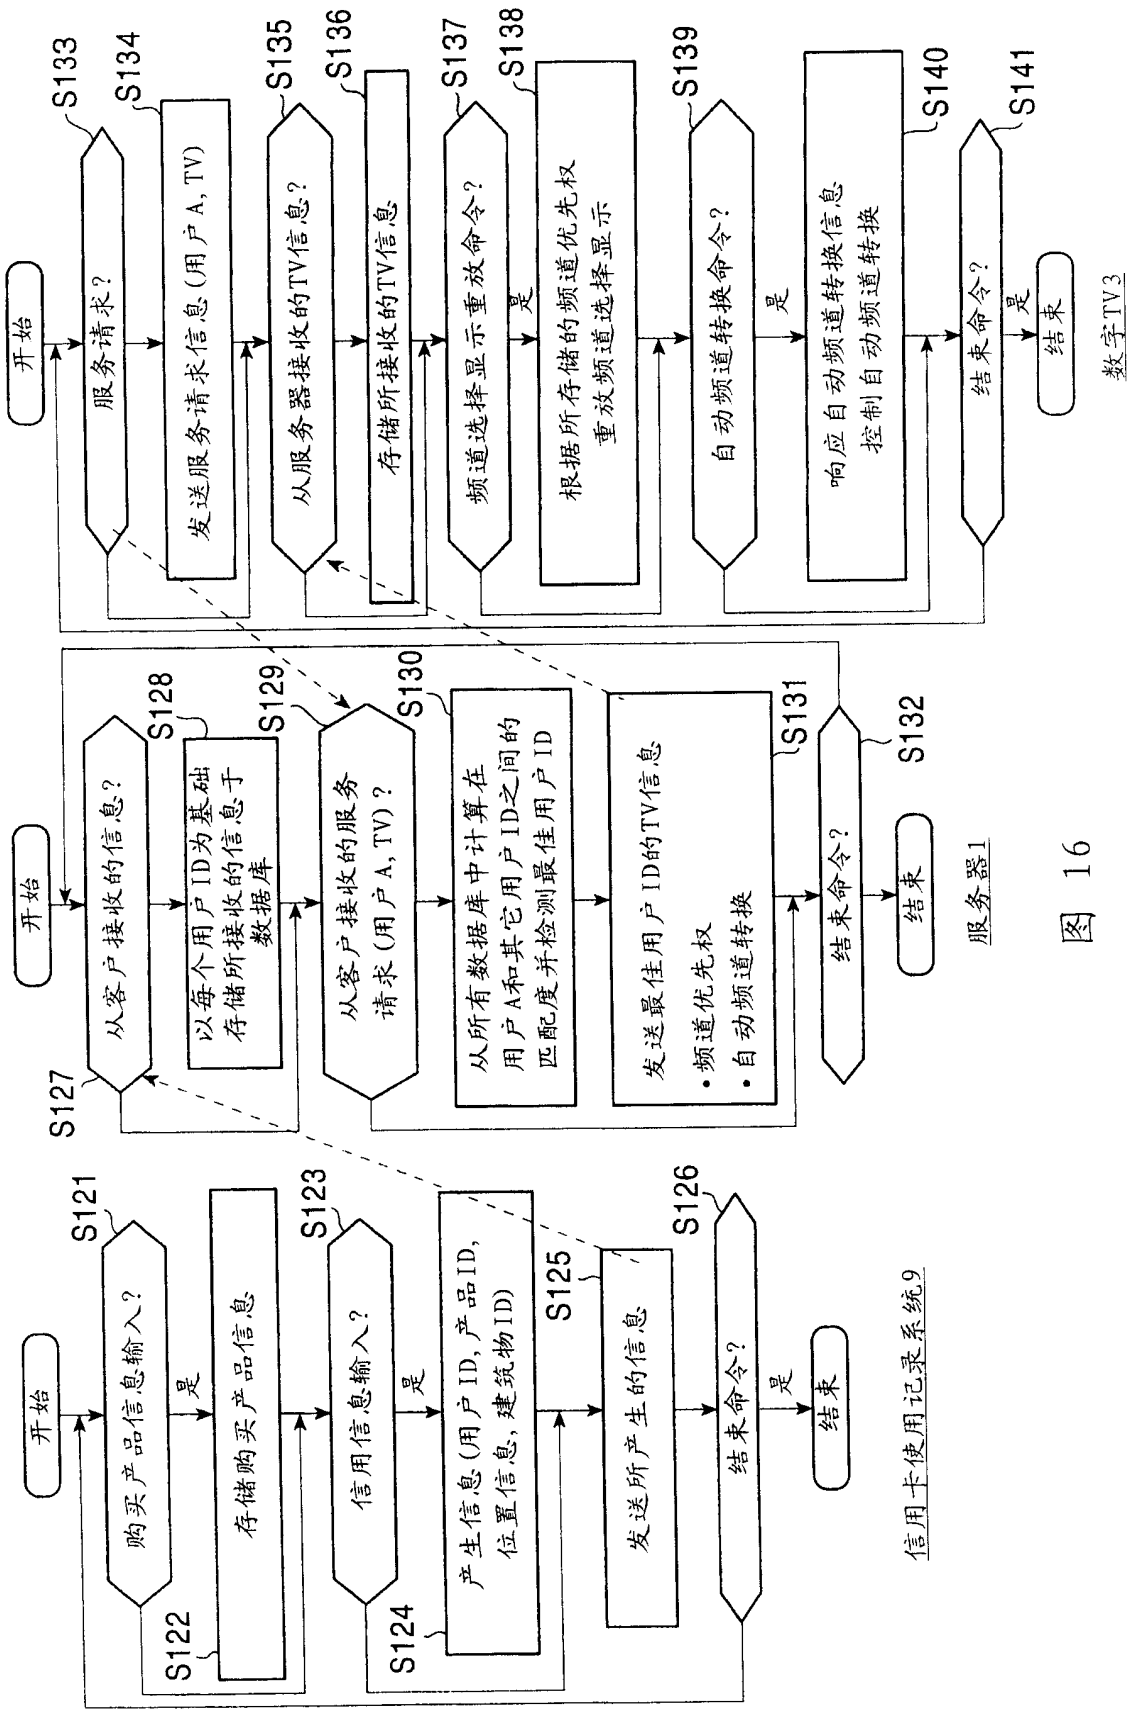 开始
购买产品信息输入?
S121
是
存储购买产品信息
S122
信用信息输入?
S123
是
产生信息(用户ID,产品ID,
位置信息,建筑物ID)
S124
发送所产生的信息
S125
结束命令?
S126
是
结束
信用卡使用记录系统9
开始
从客户接收的信息?
S127
以每个用户ID为基础
存储所接收的信息于
数据库
S128
从客户接收的服务
请求(用户A,TV)?
S129
从所有数据库中计算在
用户A和其它用户ID之间的
匹配度并检测最佳用户ID
S130
发送最佳用户ID的TV信息
•频道优先权
•自动频道转换
S131
结束命令?
S132
结束
服务器1
开始
服务请求?
S133
发送服务请求信息(用户A,TV)
S134
从服务器接收的TV信息?
S135
存储所接收的TV信息
S136
频道选择显示重放命令?
S137
是
根据所存储的频道优先权
重放频道选择显示
S138
自动频道转换命令?
S139
是
响应自动频道转换信息
控制自动频道转换
S140
结束命令?
S141
是
结束
数字TV3
图 16